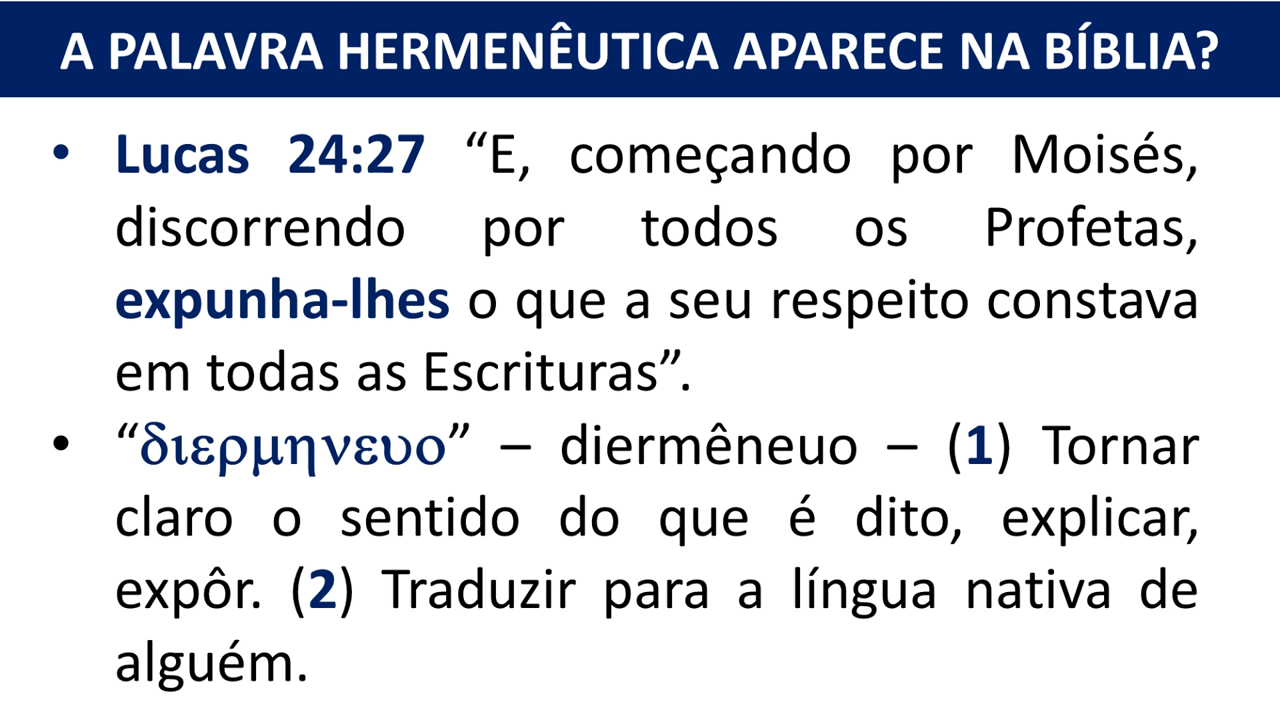 A PALAVRA HERMENÊUTICA APARECE NA BÍBLIA?
• Lucas 24:27 “E, começando por Moisés,
discorrendo por todos os Profetas,
expunha-lhes o que a seu respeito constava
em todas as Escrituras”.
• “διερμηνευο” – diermêneuo – (1) Tornar
claro o sentido do que é dito, explicar,
expôr. (2) Traduzir para a língua nativa de
alguém.